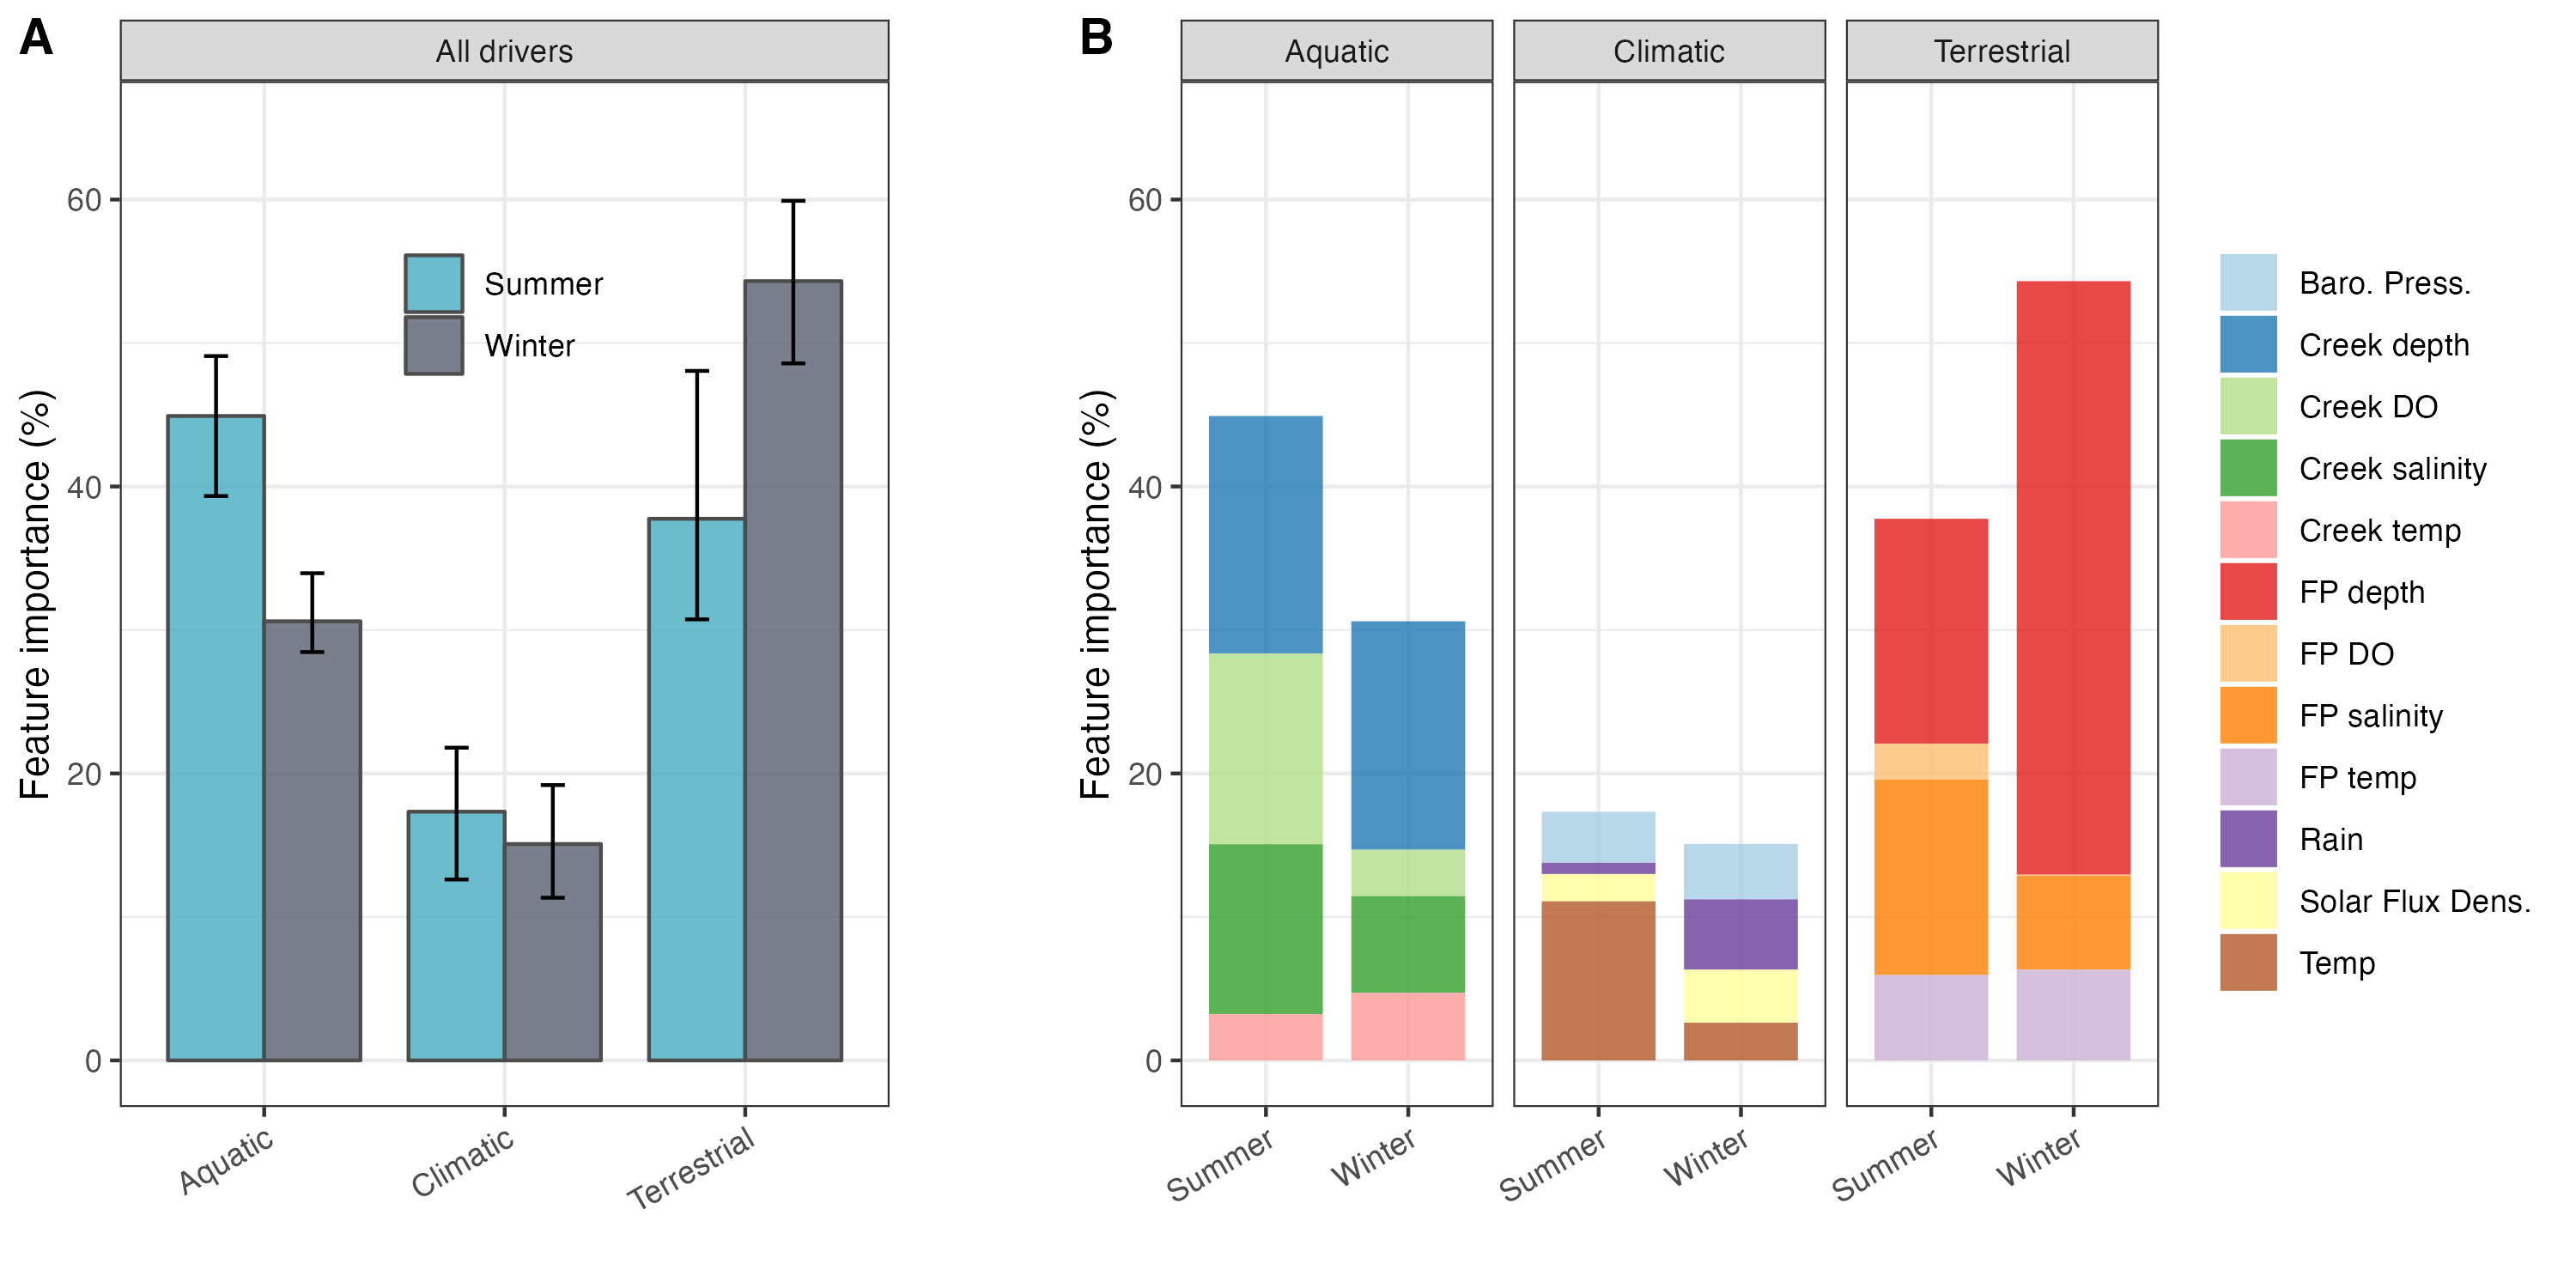 A
All drivers
Feature importance (%)
60
40
20
0
Summer
Winter
Aquatic
Climatic
Terrestrial
B
Aquatic
Climatic
Terrestrial
Feature importance (%)
60
40
20
0
Summer
Winter
Summer
Winter
Summer
Winter
Baro. Press.
Creek depth
Creek DO
Creek salinity
Creek temp
FP depth
FP DO
FP salinity
FP temp
Rain
Solar Flux Dens.
Temp